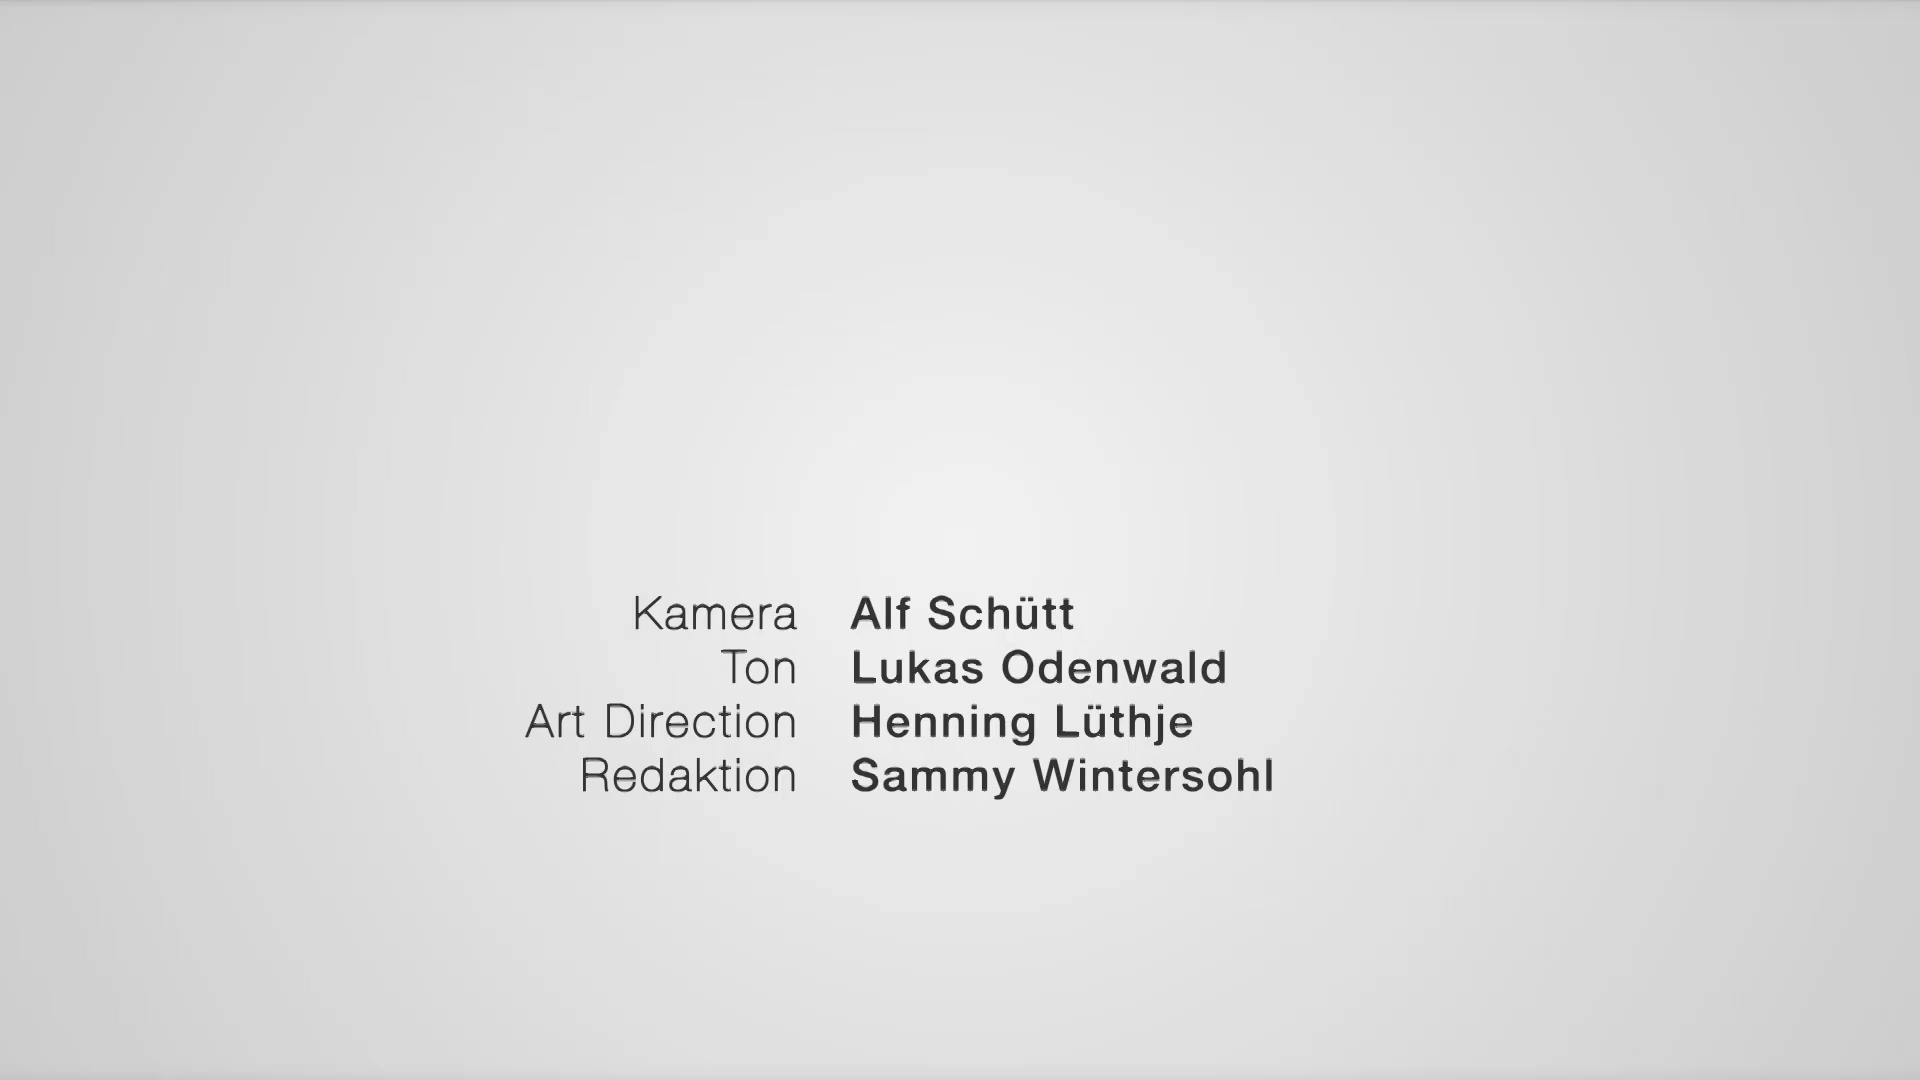 Kamera Alf Schütt
Ton Lukas Odenwald
Art Direction Henning Lüthje
Redaktion Sammy Wintersohl